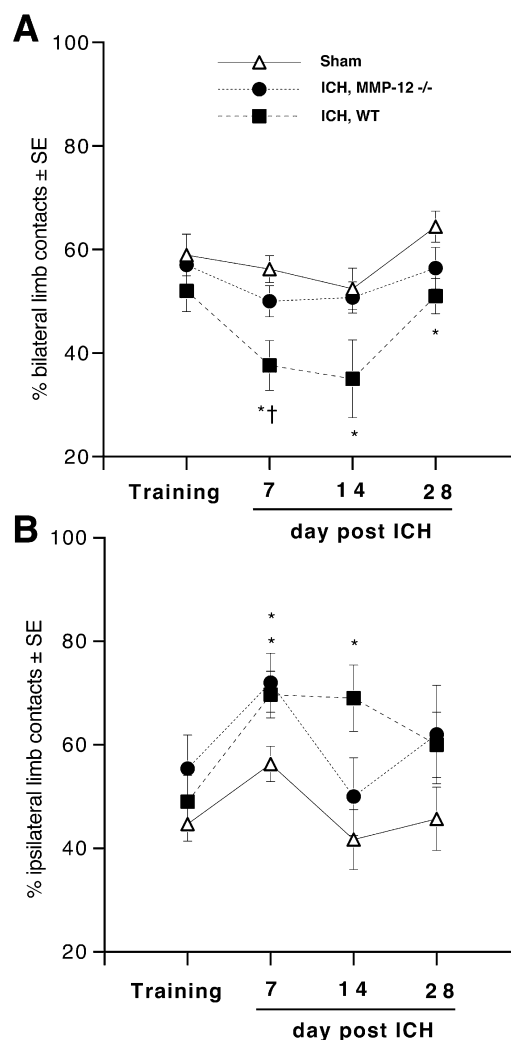 A
100
Sham
ICH, MMP-12 -/-
ICH, WT
80
60
40
20
% bilateral limb contacts ± SE
*
*†
*
Training 7 14 28
day post ICH
B
100
80
60
40
20
% ipsilateral limb contacts ± SE
*
* *
Training 7 14 28
day post ICH